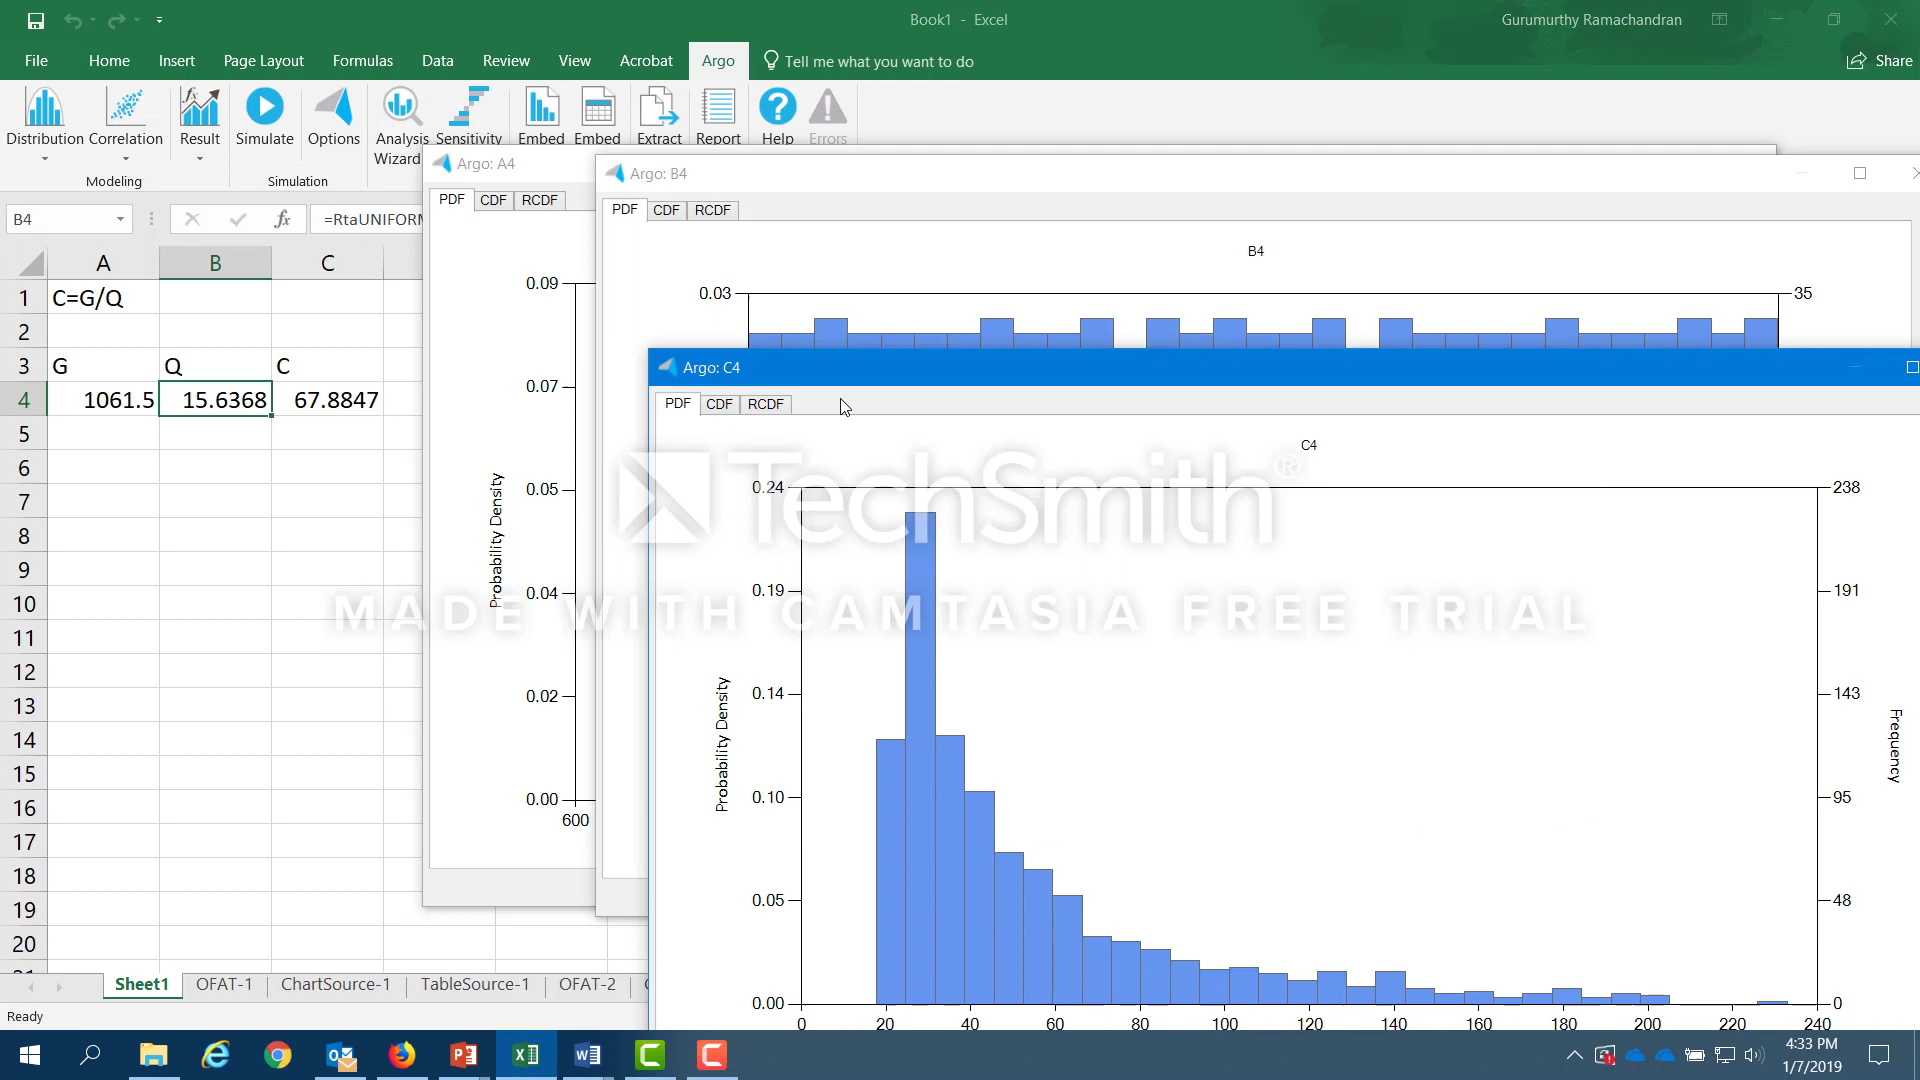 Book1 - Excel
Gurumurthy Ramachandran
File Home Insert Page Layout Formulas Data Review View Acrobat Argo Tell me what you want to do Share
Distribution Correlation Result Simulate Options Analysis Sensitivity Embed Embed Extract Report Help Errors
Wizard
Modeling Simulation
Argo: A4
PDF CDF RCDF
Argo: B4
PDF CDF RCDF
B4
=RtaUNIFORM
A B C
1 C=G/Q
2
3 G Q C
4 1061.5 15.6368 67.8847
5
6
7
8
9
10
11
12
13
14
15
16
17
18
19
20
0.09
0.07
0.05
0.04
0.02
0.00
600
Probability Density
B4
0.03
35
Argo: C4
PDF CDF RCDF
C4
0.24
0.19
0.14
0.10
0.05
0.00
Probability Density
238
191
143
95
48
0
Frequency
0 20 40 60 80 100 120 140 160 180 200 220 240
TechSmith®
MADE WITH CAMTASIA FREE TRIAL
Sheet1 OFAT-1 ChartSource-1 TableSource-1 OFAT-2
Ready
4:33 PM
1/7/2019